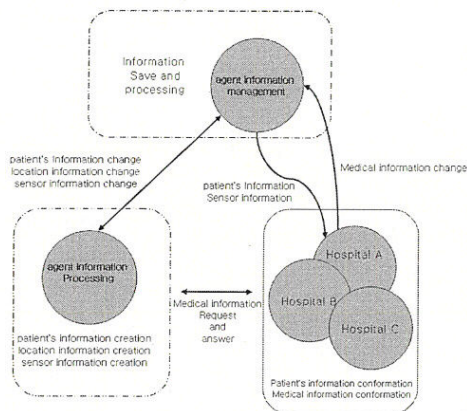 Information
Save and
processing
agent information
management
patient's Information change
location information change
sensor information change
patient's Information
Sensor information
Medical information change
agent information
Processing
Medical information
Request
and
answer
Hospital A
Hospital B
Hospital C
patient's information creation
location information creation
sensor information creation
Patient's information conformation
Medical information conformation